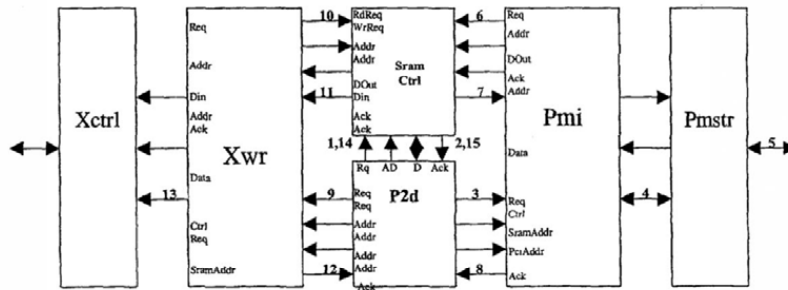 Xctrl
13
Req
Addr
Din
Addr
Ack
Xwr
Data
Ctrl
Req
SramAddr
10
11
9
12
RdReq
WrReq
Addr
Addr
Sram
Ctrl
DOut
Din
Ack
Ack
1,14
2,15
Rq AD D Ack
P2d
Req
Req
Addr
Addr
Addr
Addr
Ack
6
7
3
8
Req
Addr
DOut
Ack
Addr
Pmi
Data
Req
Ctrl
SramAddr
PciAddr
Ack
4
Pmstr
5